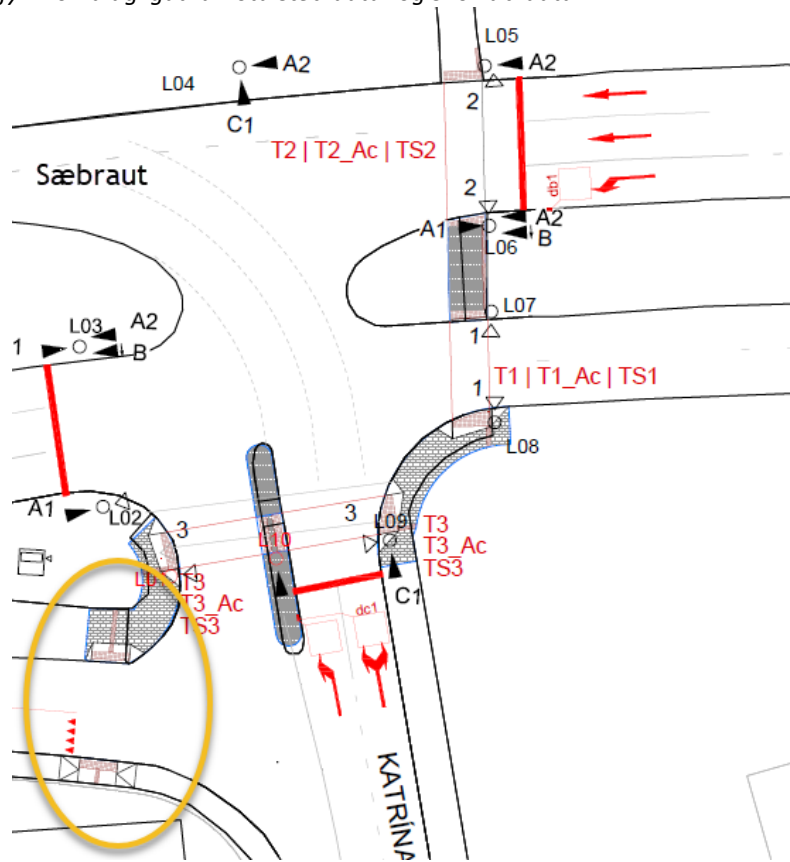 L05
A2
A2
L04
C1
2
T2 | T2_Ac | TS2
db1
Sæbraut
2
A2
A1
B
L06
L07
A2
L03
1
B
1
T1 | T1_Ac | TS1
1
L08
A1
L02
3
3
L09
T3
L10
T3_Ac
TS3
T3
T3_Ac
TS3
C1
dc1
KATRÍNA